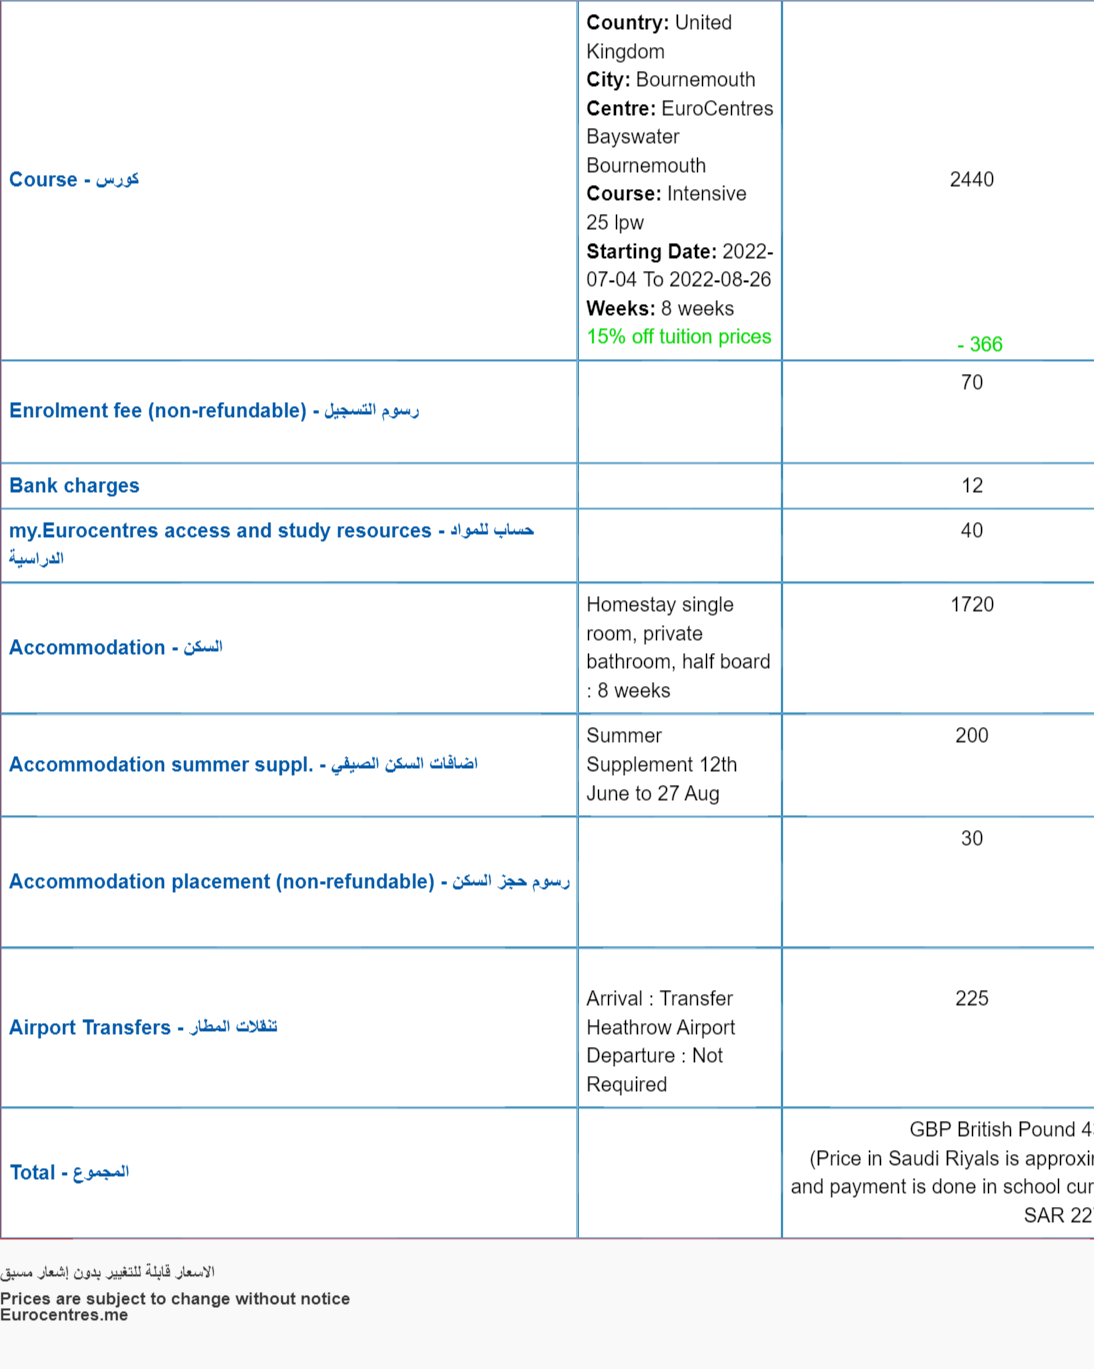 Course - كورس
Country: United
Kingdom
City: Bournemouth
Centre: EuroCentres
Bayswater
Bournemouth
Course: Intensive
25 lpw
Starting Date: 2022-
07-04 To 2022-08-26
Weeks: 8 weeks
15% off tuition prices
2440
- 366
Enrolment fee (non-refundable) - رسوم التسجيل
70
Bank charges
12
my.Eurocentres access and study resources - حساب للمواد
الدراسية
40
Accommodation - السكن
Homestay single
room, private
bathroom, half board
: 8 weeks
1720
Accommodation summer suppl. - اضافات السكن الصيفي
Summer
Supplement 12th
June to 27 Aug
200
Accommodation placement (non-refundable) - رسوم حجز السكن
30
Airport Transfers - تنقلات المطار
Arrival : Transfer
Heathrow Airport
Departure : Not
Required
225
Total - المجموع
GBP British Pound 4
(Price in Saudi Riyals is
and payment is done in school
SAR 22
الاسعار قابلة للتغيير بدون إشعار مسبق
Prices are subject to change without notice
Eurocentres.me